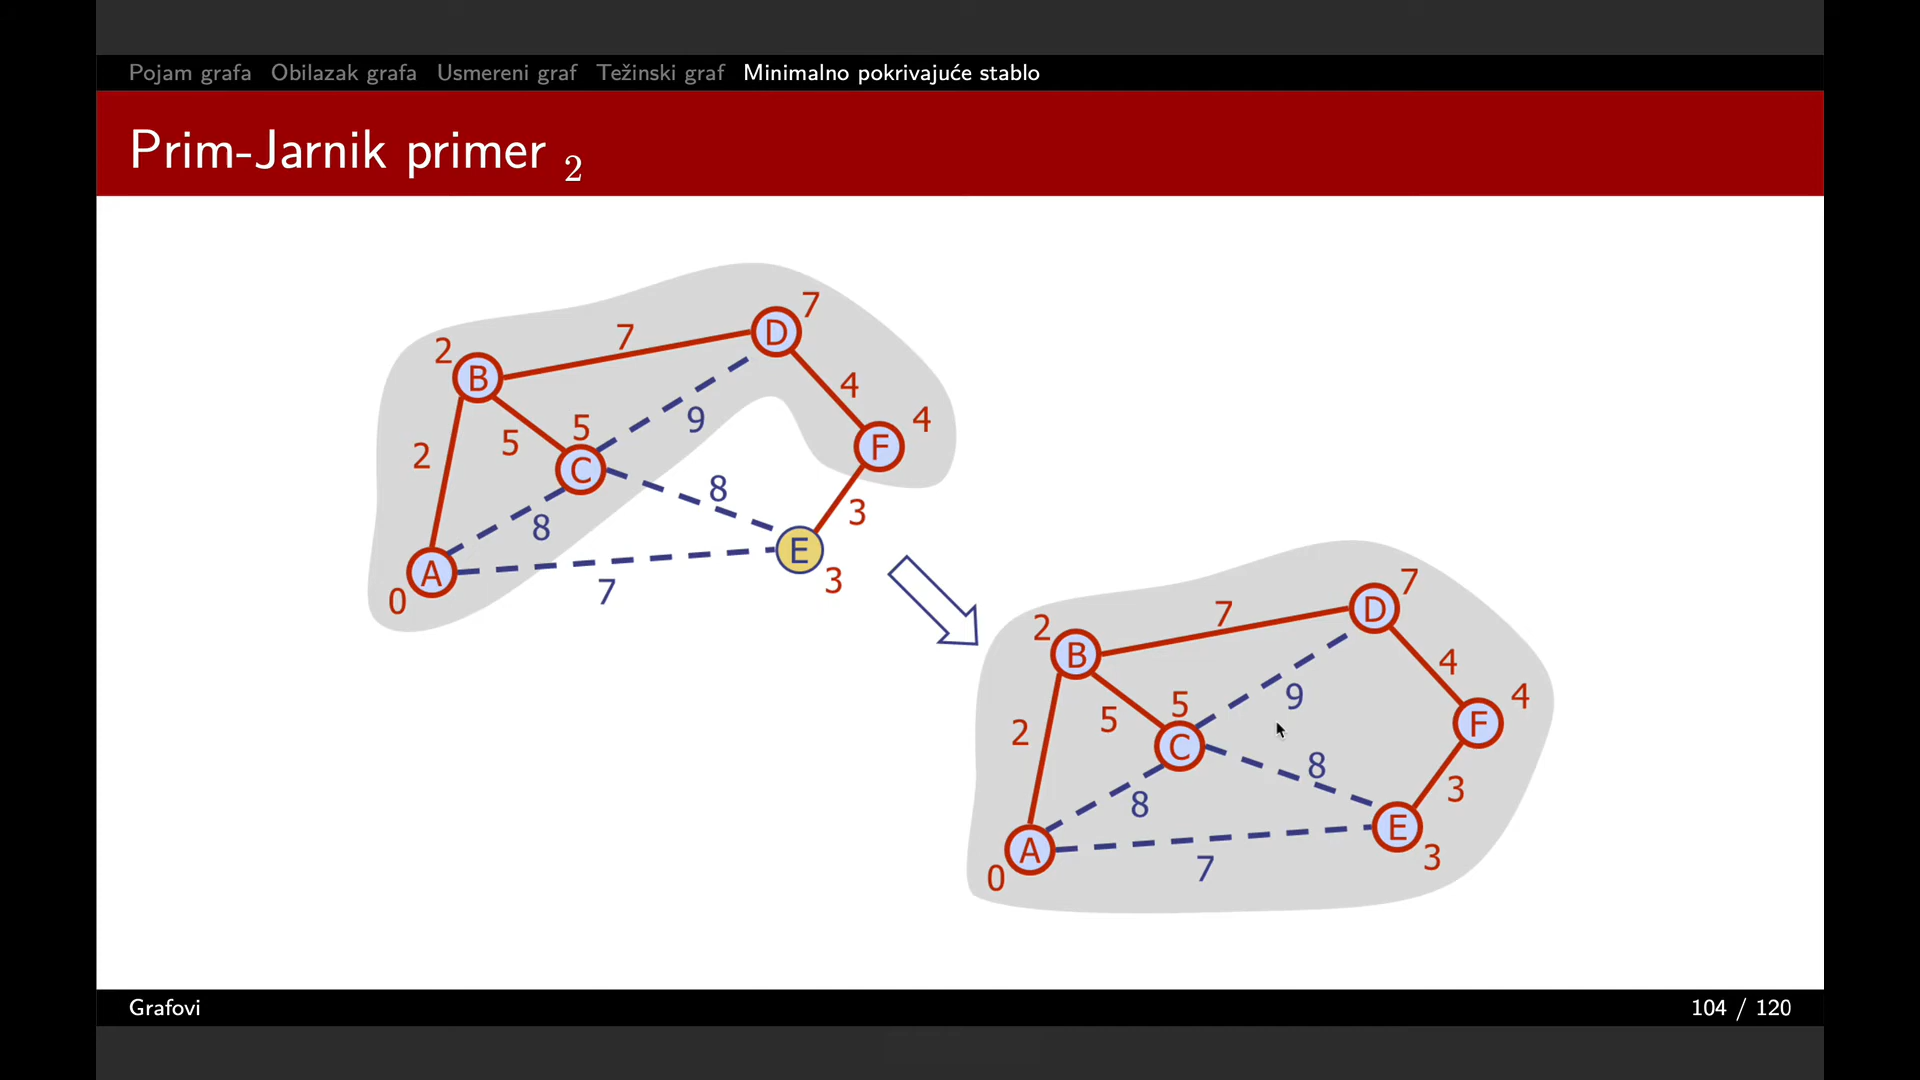 Pojam grafa Obilazak grafa Usmereni graf Težinski graf Minimalno pokrivajuće stablo
Prim-Jarnik primer 2
7
D
7
2
B
4
4
9
5
5
F
2
C
8
3
8
E
A
7
3
0
7
D
7
2
B
4
4
9
5
5
F
2
C
8
3
8
E
A
7
3
0
Grafovi
104 / 120